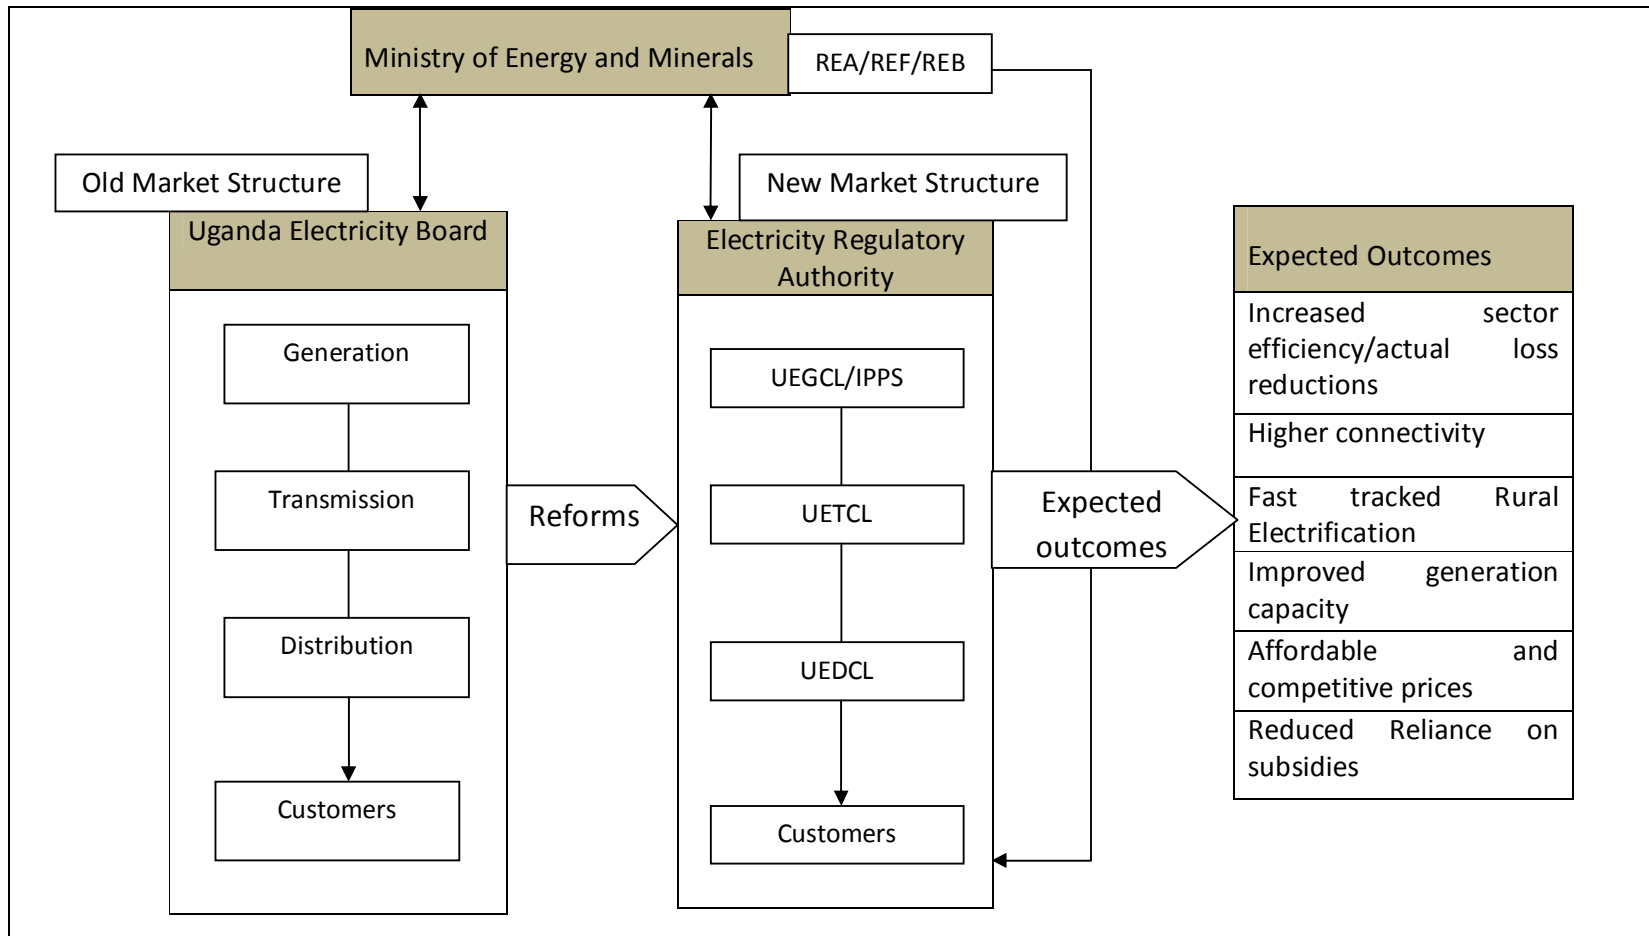 Ministry of Energy and Minerals
REA/REF/REB
Old Market Structure
New Market Structure
Uganda Electricity Board
Generation
Transmission
Distribution
Customers
Reforms
Electricity Regulatory
Authority
UEGCL/IPPS
UETCL
UEDCL
Customers
Expected
outcomes
Expected Outcomes
Increased sector
efficiency/actual loss
reductions
Higher connectivity
Fast tracked Rural
Electrification
Improved generation
capacity
Affordable and
competitive prices
Reduced Reliance on
subsidies